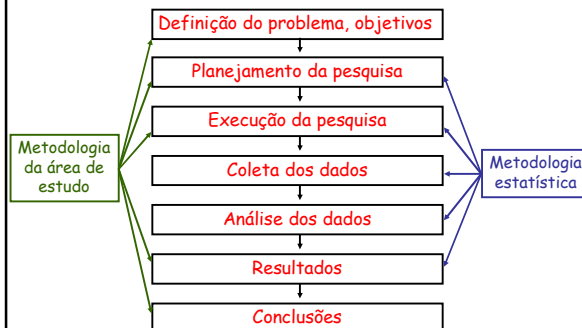 Definição do problema, objetivos
Planejamento da pesquisa
Execução da pesquisa
Metodologia
da área de
estudo
Coleta dos dados
Metodologia
estatística
Análise dos dados
Resultados
Conclusões